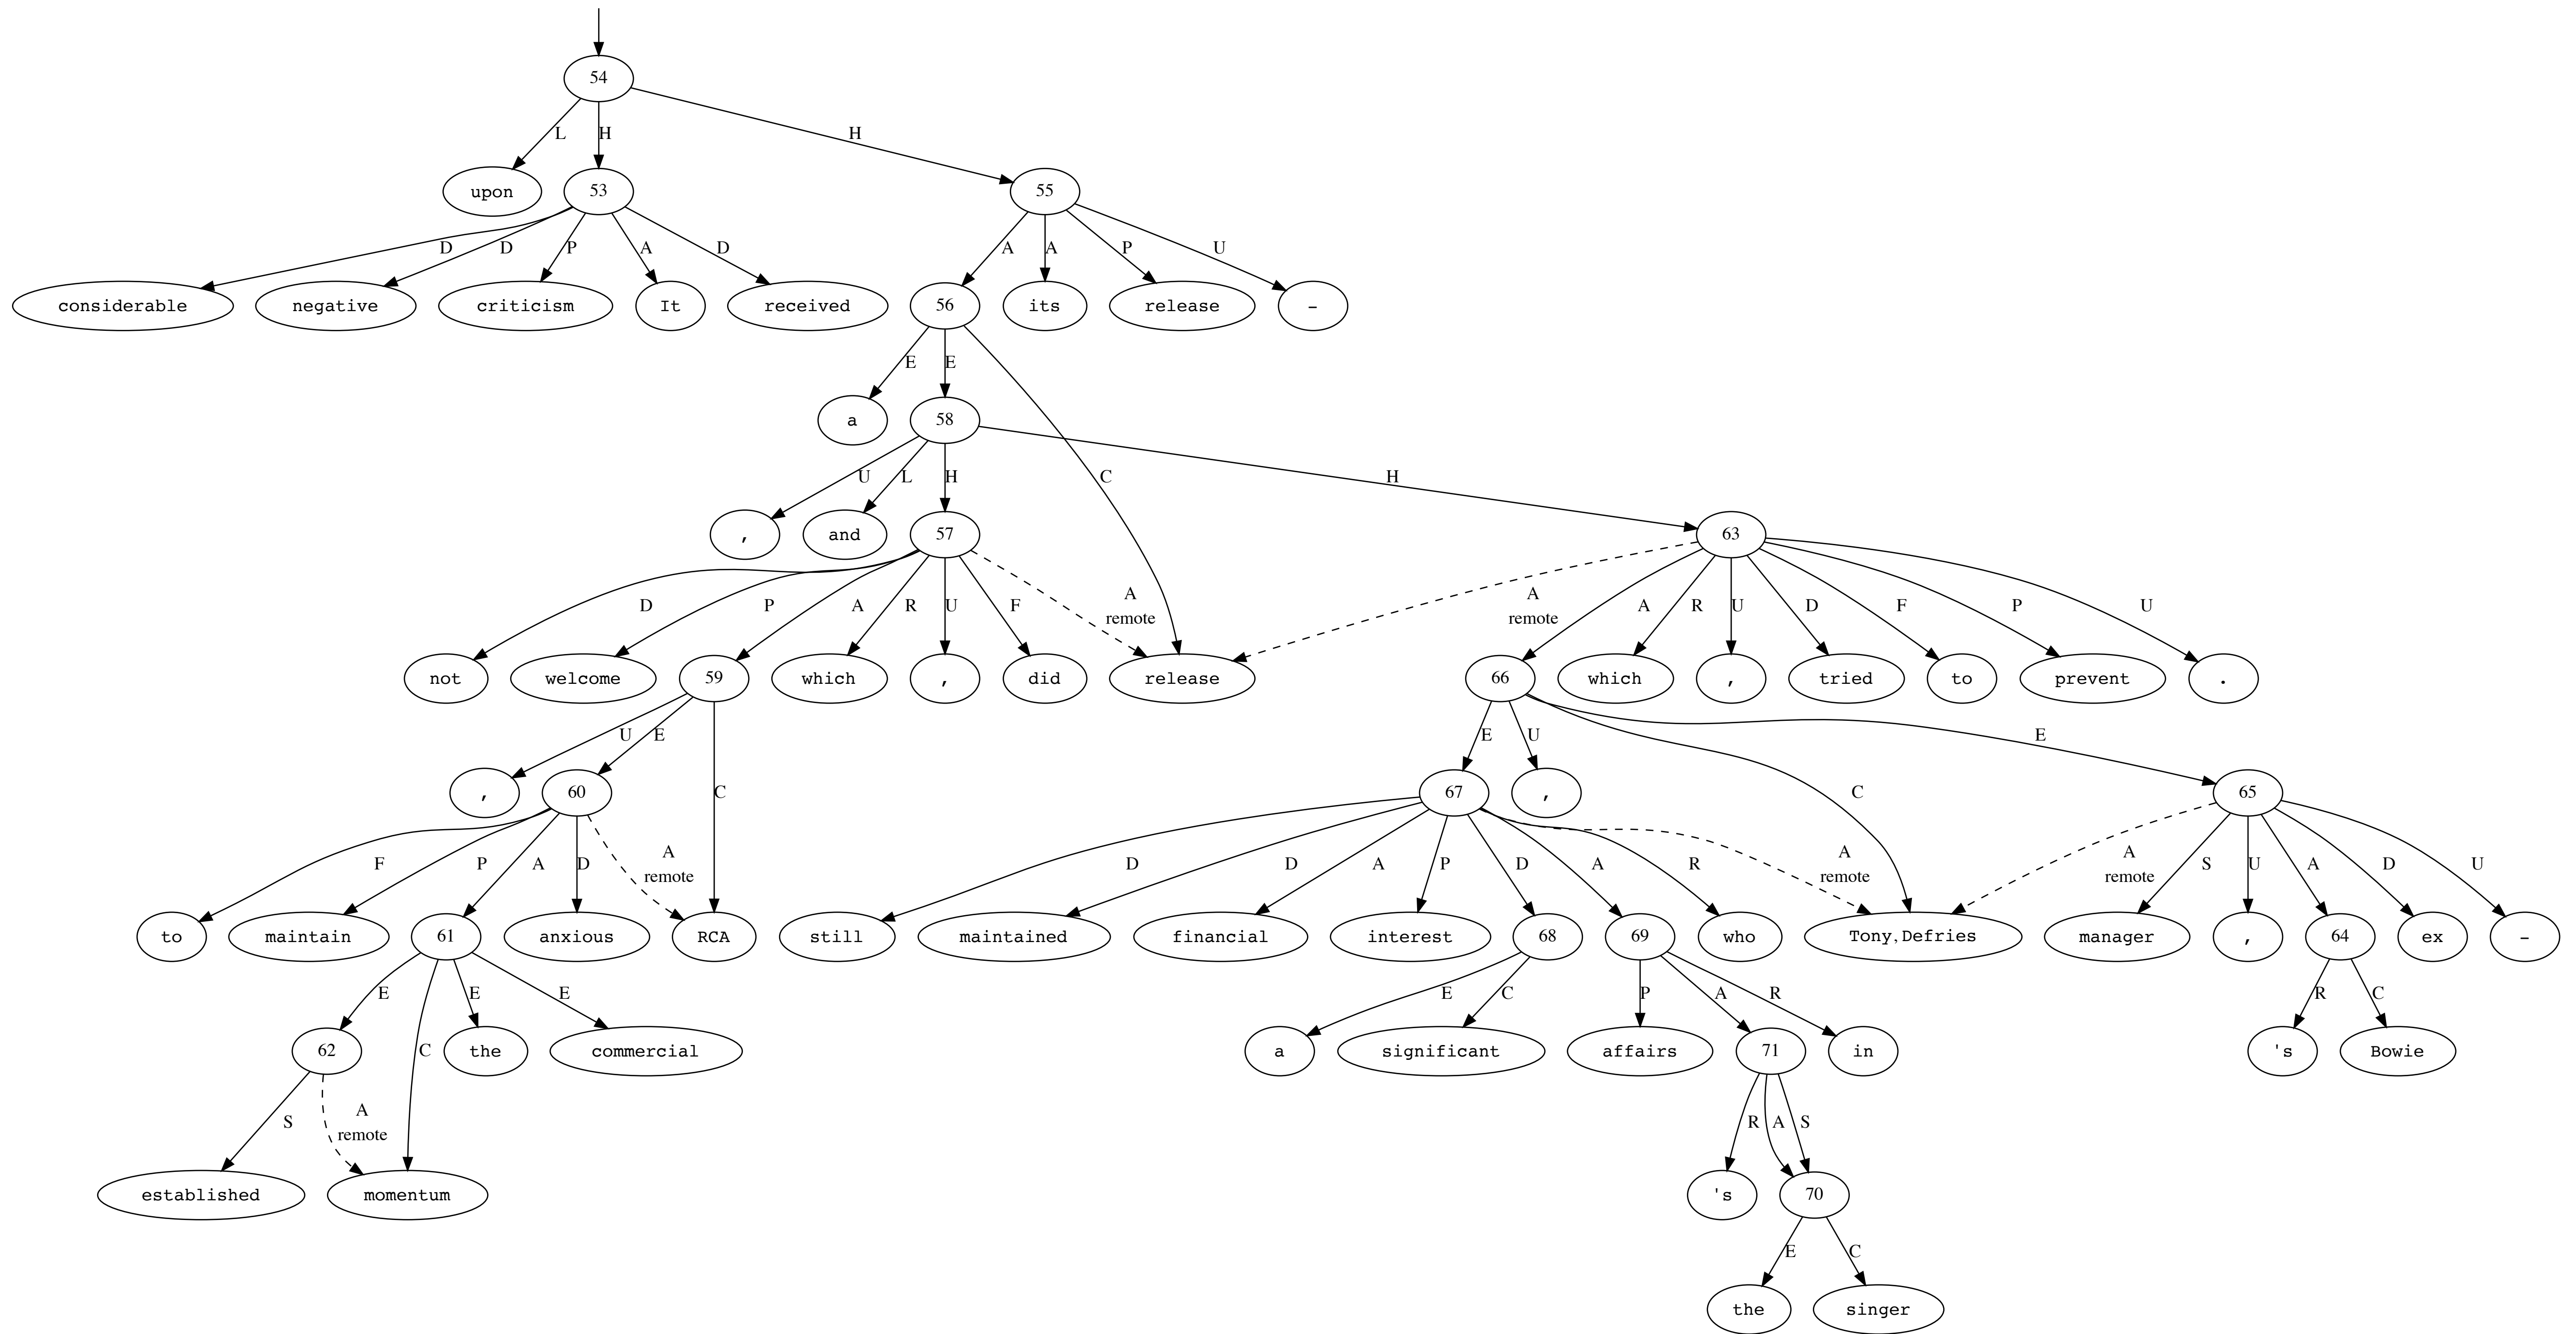 54
L H H
upon 53 55
D D P A D A A P U
considerable negative criticism It received 56 its release -
E E C
a 58
U L H H
, and 57 63
D P A R U F A remote A remote A R U D F P U
not welcome 59 which , did release 66 which , tried to prevent .
U E C E U C E
, 60 67 , 65
F P A D A remote D D A P D A R A remote A remote S U A D U
to maintain 61 anxious RCA still maintained financial interest 68 69 who Tony,Defries manager , 64 ex -
E C E E E C P A R R C
62 the commercial a significant affairs 71 in 's Bowie
S A remote R A S
established momentum 's 70
E C
the singer